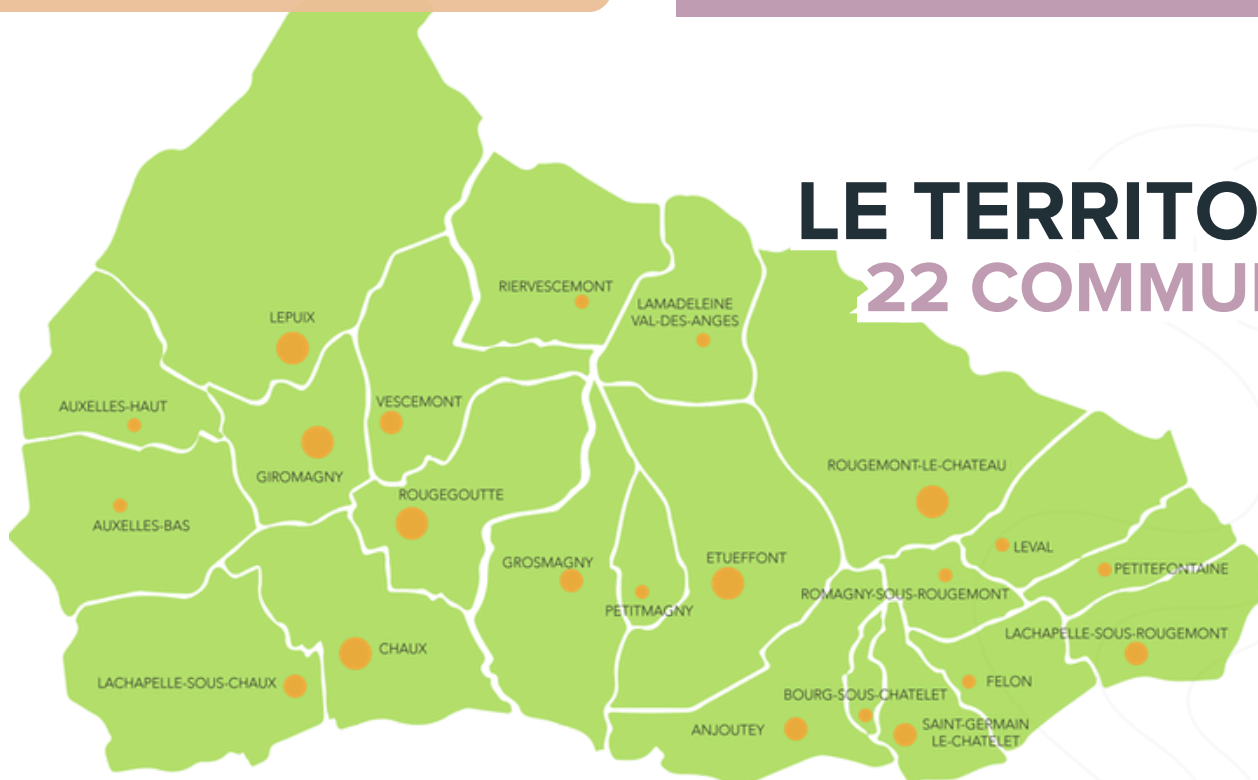 LE TERRITO
22 COMMU
RIERVESCEMONT
LAMADELEINE
VAL-DES-ANGES
LEPUIX
AUXELLES-HAUT
VESCEMONT
GIROMAGNY
ROUGEMONT-LE-CHATEAU
ROUGEGOUTTE
AUXELLES-BAS
GROSMAGNY
ETUEFFONT
LEVAL
PETITEFONTAINE
ROMAGNY-SOUS-ROUGEMONT
PETITMAGNY
LACHAPELLE-SOUS-ROUGEMONT
CHAUX
LACHAPELLE-SOUS-CHAUX
FELON
BOURG-SOUS-CHATELET
ANJOUTEY
SAINT-GERMAIN
LE-CHATELET